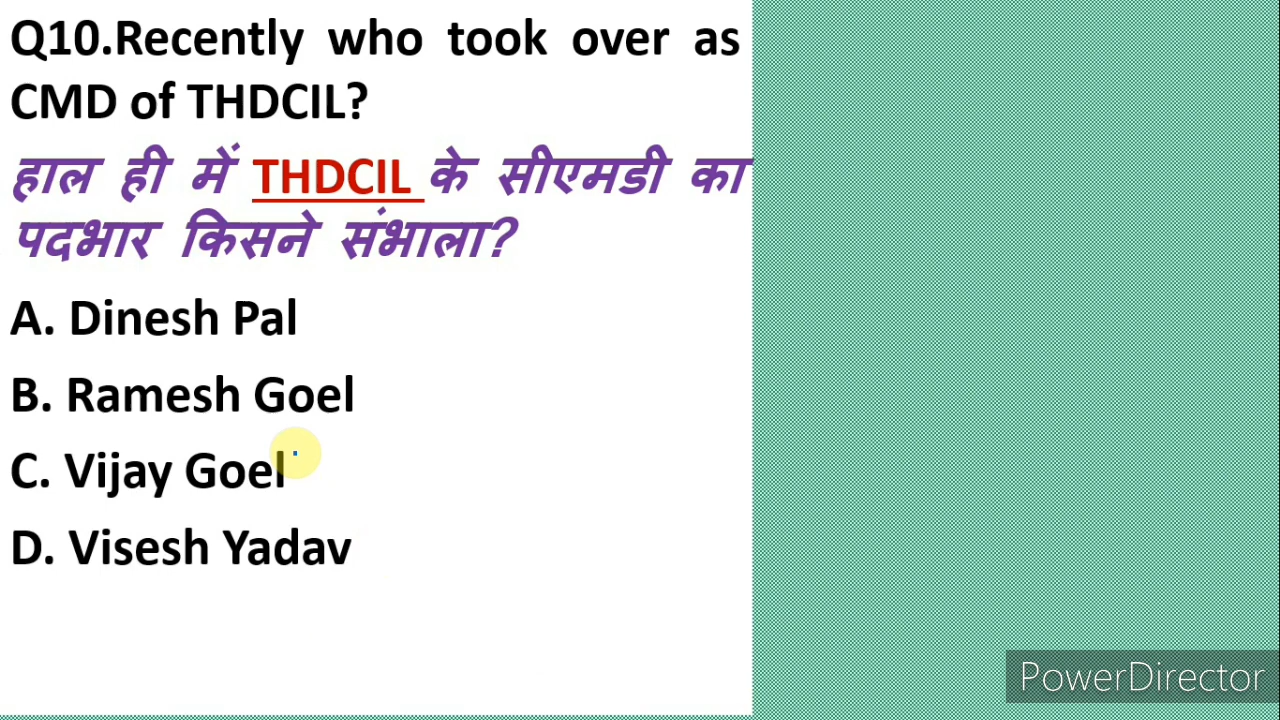 Q10.Recently who took over as
CMD of THDCIL?
हाल ही में THDCIL के सीएमडी का
पदभार किसने संभाला?
A. Dinesh Pal
B. Ramesh Goel
C. Vijay Goel
D. Visesh Yadav
PowerDirector